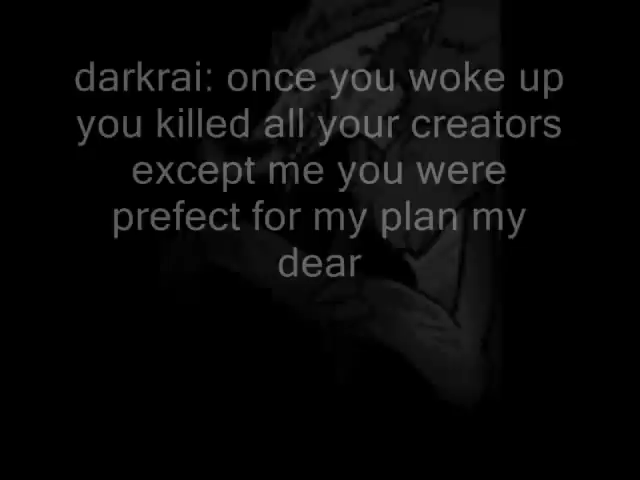 darkrai: once you woke up
you killed all your creators
except me you were
prefect for my plan my
dear